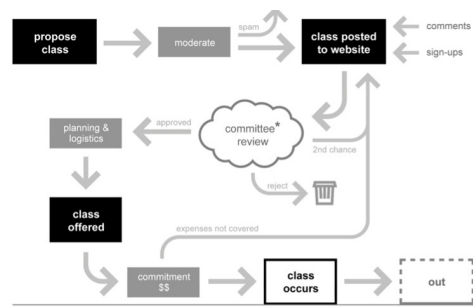 propose
class
moderate
spam
class posted
to website
comments
sign-ups
planning &
logistics
approved
committee*
review
2nd chance
reject
class
offered
expenses not covered
commitment
$$
class
occurs
out